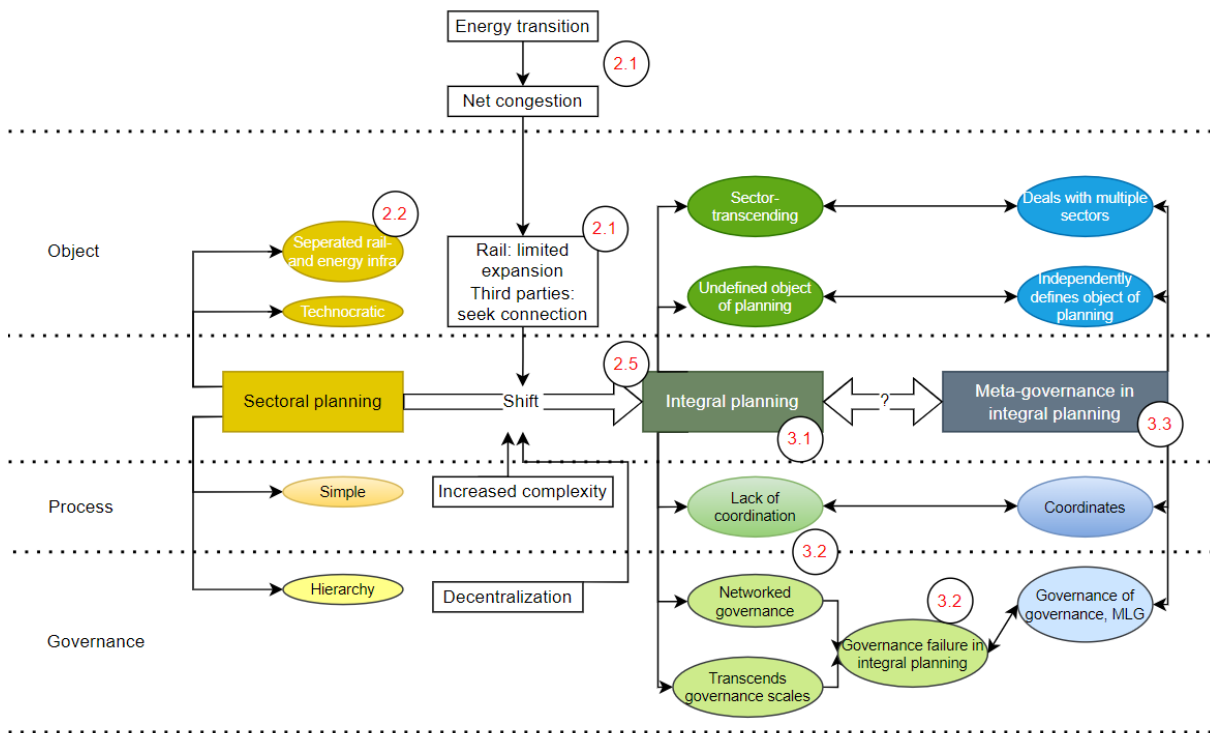 Energy transition
2.1
Net congestion
Object
2.2
Seperated rail-
and energy infra
Technocratic
2.1
Rail: limited
expansion
Third parties:
seek connection
Sector-
transcending
Deals with multiple
sectors
Undefined object
of planning
Independently
defines object of
planning
Sectoral planning
Shift
2.5
Integral planning
3.1
?
Meta-governance in
integral planning
3.3
Process
Simple
Increased complexity
Lack of
coordination
Coordinates
3.2
Governance
Hierarchy
Decentralization
Networked
governance
3.2
Governance failure in
integral planning
Governance of
governance, MLG
Transcends
governance scales